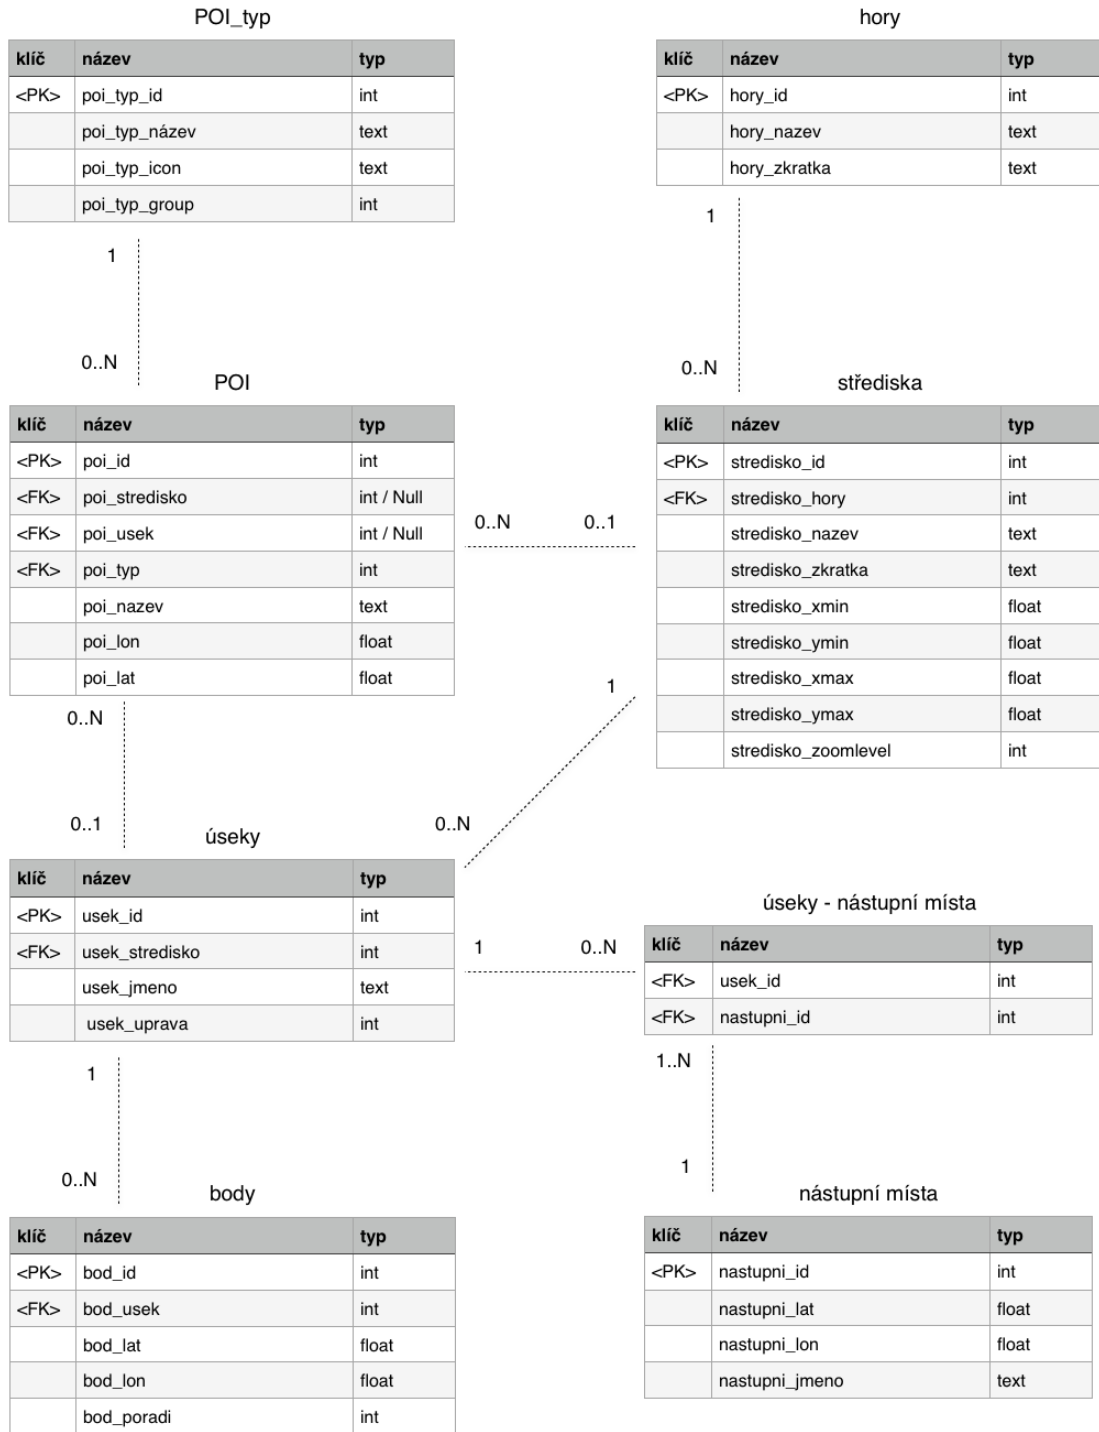 POI_typ
klíč název typ
<PK> poi_typ_id int
poi_typ_název text
poi_typ_icon text
poi_typ_group int
1
0..N
hory
klíč název typ
<PK> hory_id int
hory_nazev text
hory_zkratka text
1
0..N
POI
klíč název typ
<PK> poi_id int
<FK> poi_stredisko int / Null
<FK> poi_usek int / Null
<FK> poi_typ int
poi_nazev text
poi_lon float
poi_lat float
0..N 0..1
střediska
klíč název typ
<PK> stredisko_id int
<FK> stredisko_hory int
stredisko_nazev text
stredisko_zkratka text
stredisko_xmin float
stredisko_ymin float
stredisko_xmax float
stredisko_ymax float
stredisko_zoomlevel int
1
0..N
0..N
0..1
úseky
klíč název typ
<PK> usek_id int
<FK> usek_stredisko int
usek_jmeno text
usek_uprava int
1 0..N
úseky - nástupní místa
klíč název typ
<FK> usek_id int
<FK> nastupni_id int
1..N
1
1
0..N
body
klíč název typ
<PK> bod_id int
<FK> bod_usek int
bod_lat float
bod_lon float
bod_poradi int
nástupní místa
klíč název typ
<PK> nastupni_id int
nastupni_lat float
nastupni_lon float
nastupni_jmeno text